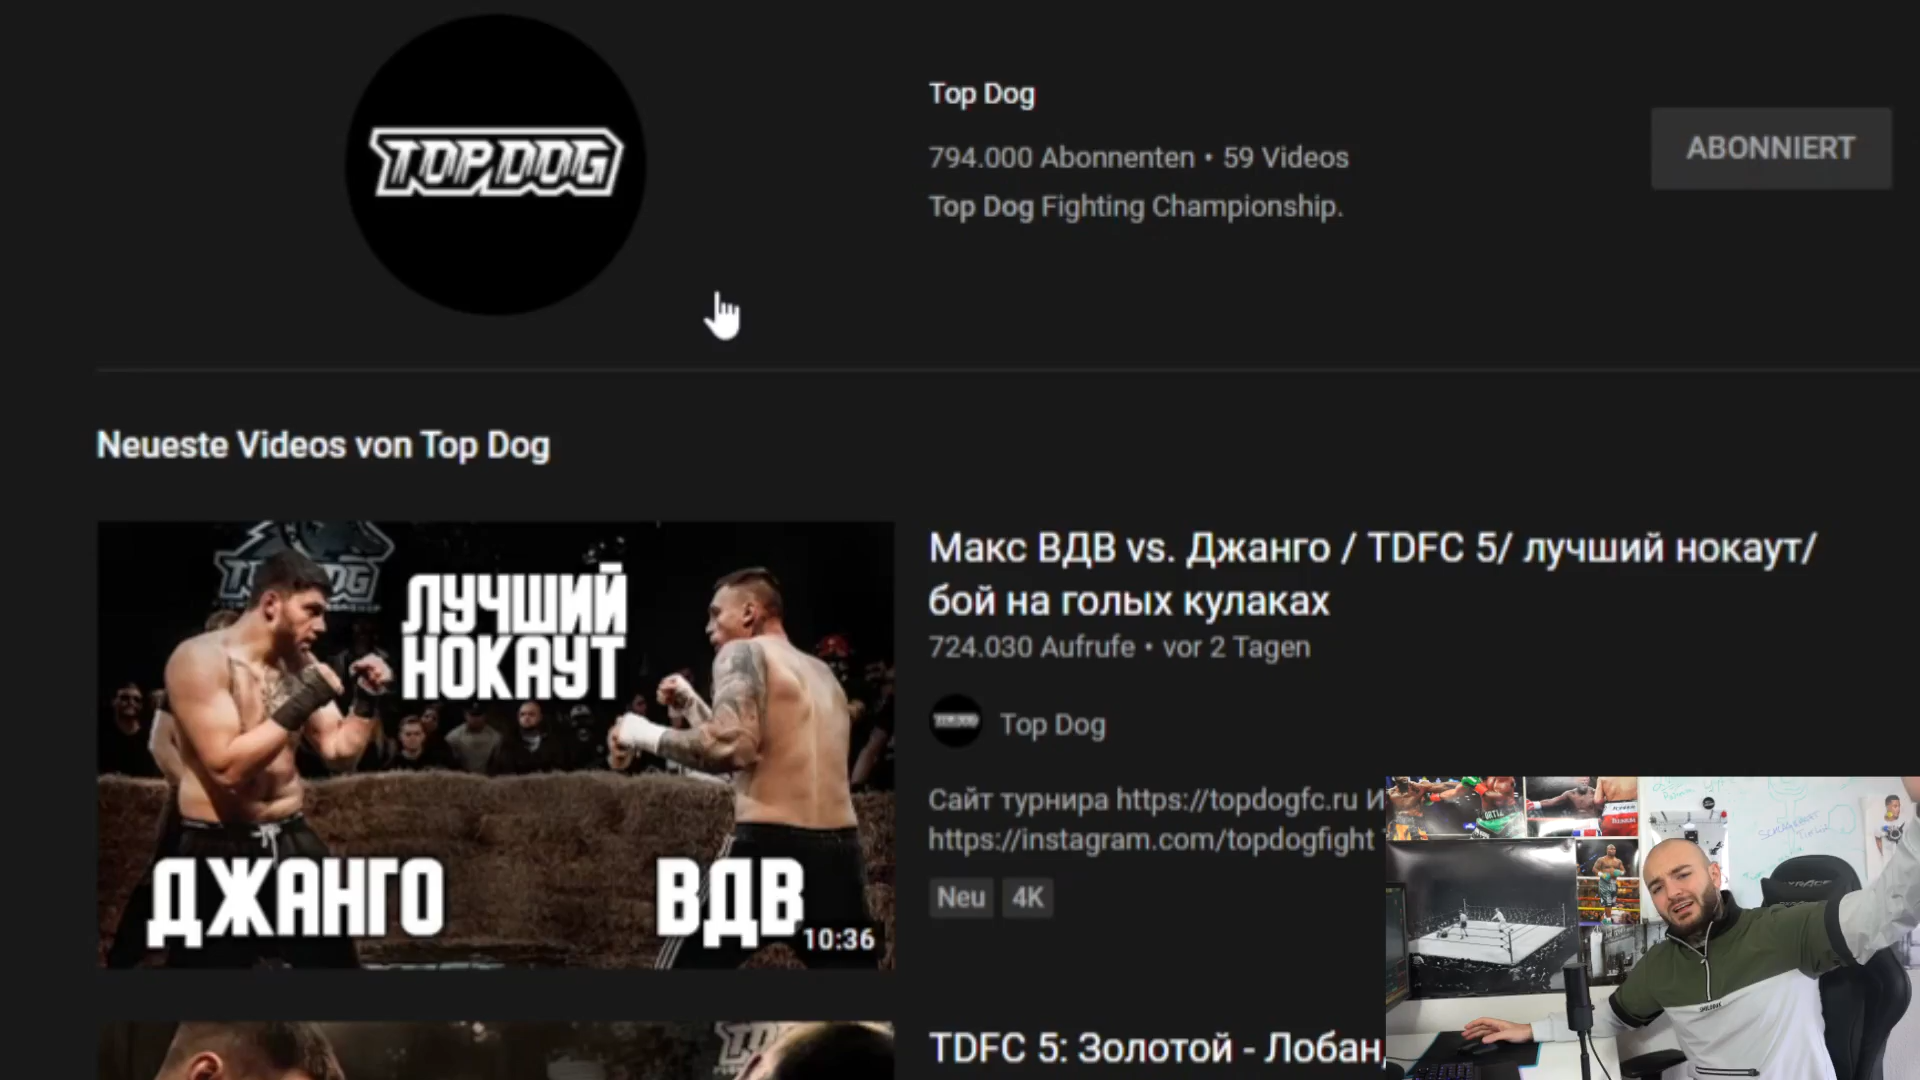 TOP DOG
Top Dog
794.000 Abonnenten • 59 Videos
Top Dog Fighting Championship.
ABONNIERT
Neueste Videos von Top Dog
ЛУЧШИЙ
НОКАУТ
ДЖАНГО
ВДВ
10:36
Макс ВДВ vs. Джанго / TDFC 5/ лучший нокаут/
бой на голых кулаках
724.030 Aufrufe • vor 2 Tagen
Top Dog
Сайт турнира https://topdogfc.ru И
https://instagram.com/topdogfight
Neu
4K
TDFC 5: Золотой - Лобан,